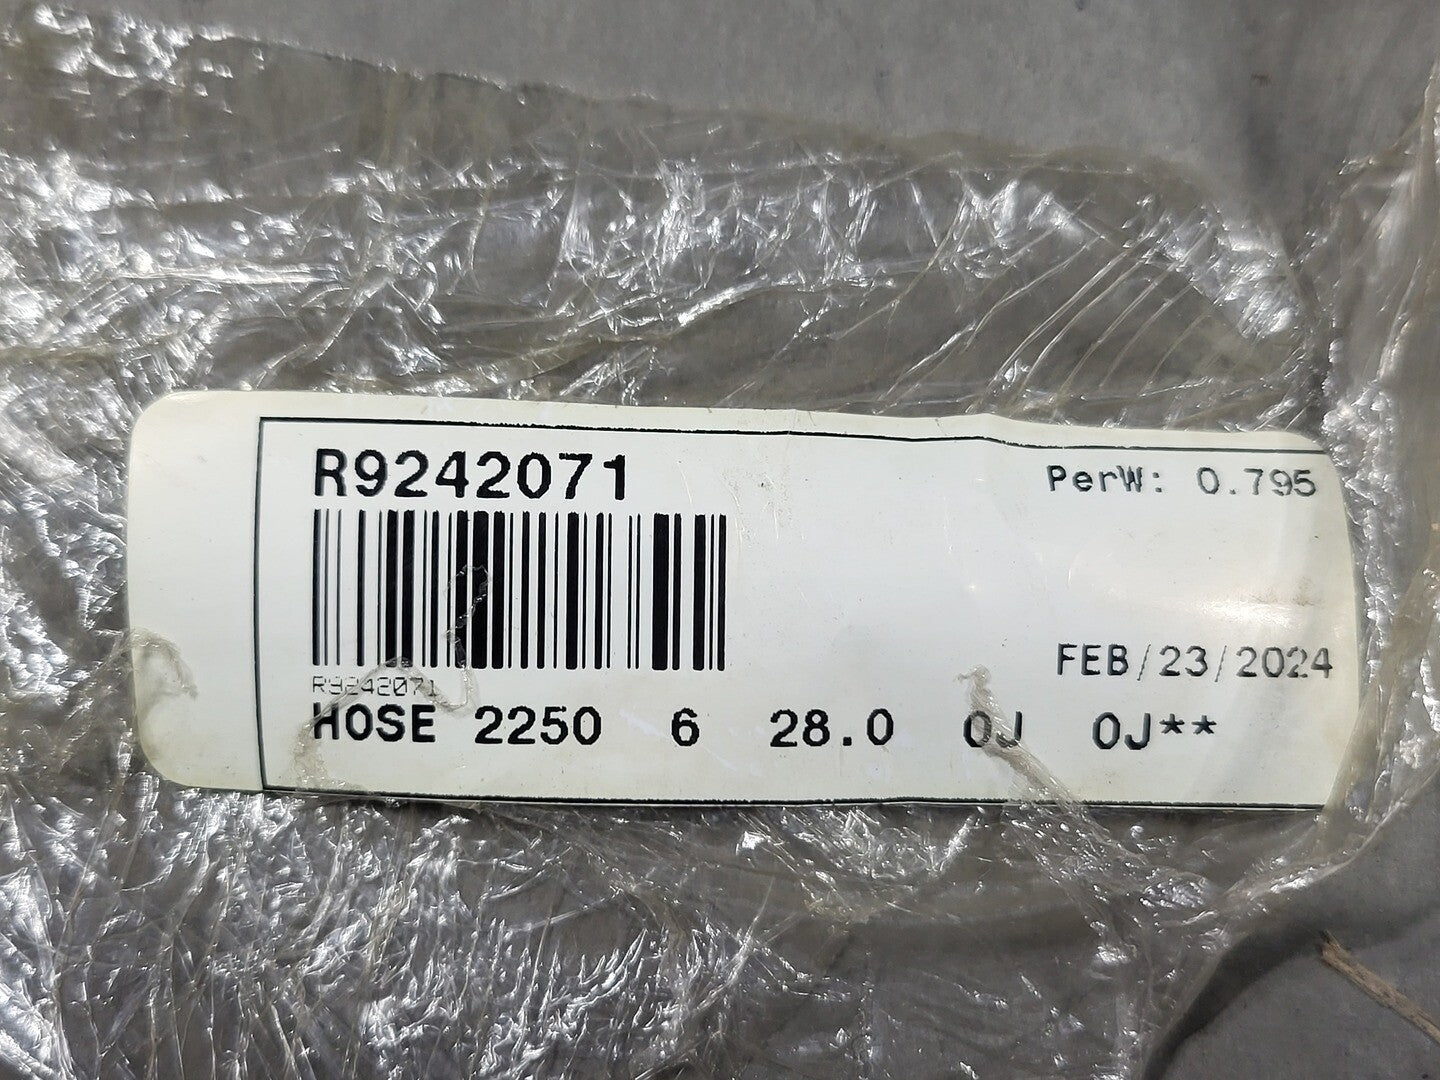 R9242071
PerW: 0.795
FEB/23/2024
R9242071
HOSE 2250 6 28.0 0J 0J**